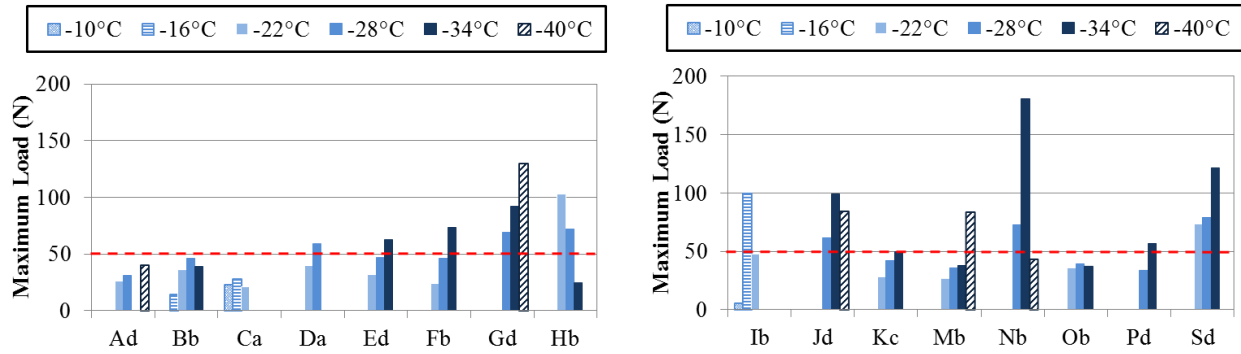 -10°C -16°C -22°C -28°C -34°C -40°C
Maximum Load (N)
200
150
100
50
0
Ad Bb Ca Da Ed Fb Gd Hb
-10°C -16°C -22°C -28°C -34°C -40°C
Maximum Load (N)
200
150
100
50
0
Ib Jd Kc Mb Nb Ob Pd Sd